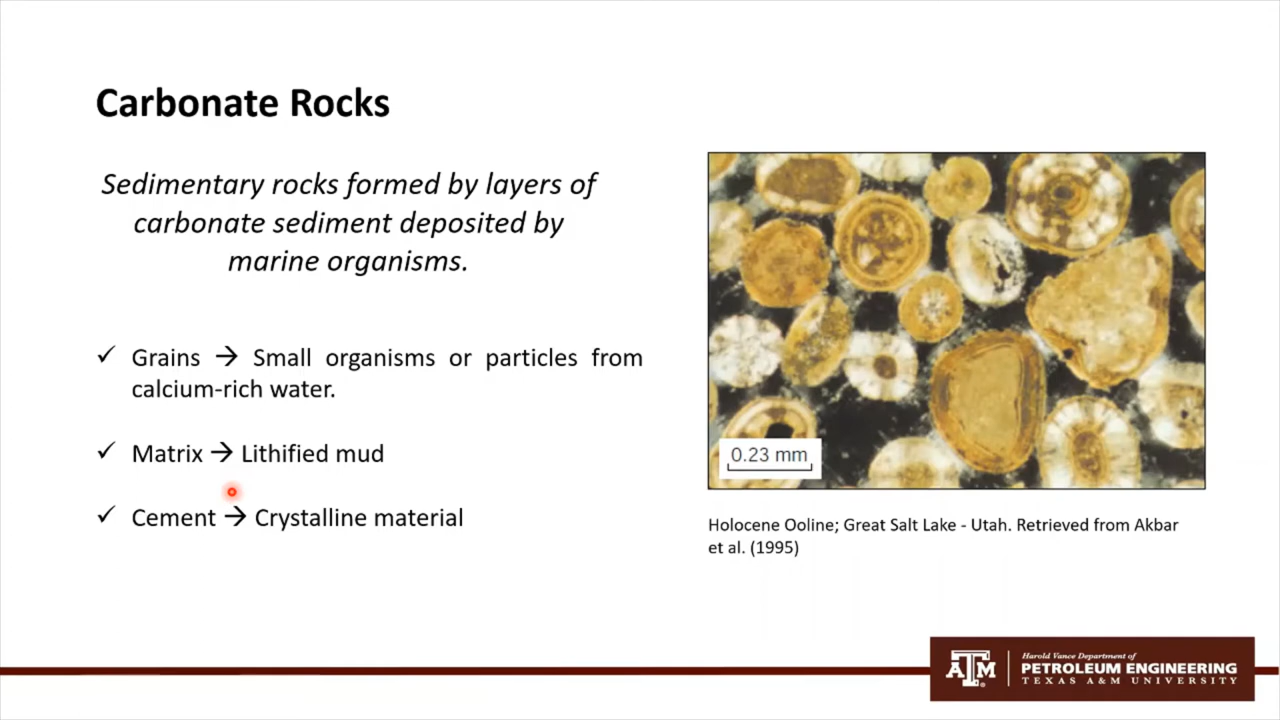 Carbonate Rocks
Sedimentary rocks formed by layers of
carbonate sediment deposited by
marine organisms.
✓ Grains → Small organisms or particles from
calcium-rich water.
✓ Matrix → Lithified mud
✓ Cement → Crystalline material
0.23 mm
Holocene Ooline; Great Salt Lake - Utah. Retrieved from Akbar
et al. (1995)
ATM
Harold Vance Department of
PETROLEUM ENGINEERING
TEXAS A&M UNIVERSITY